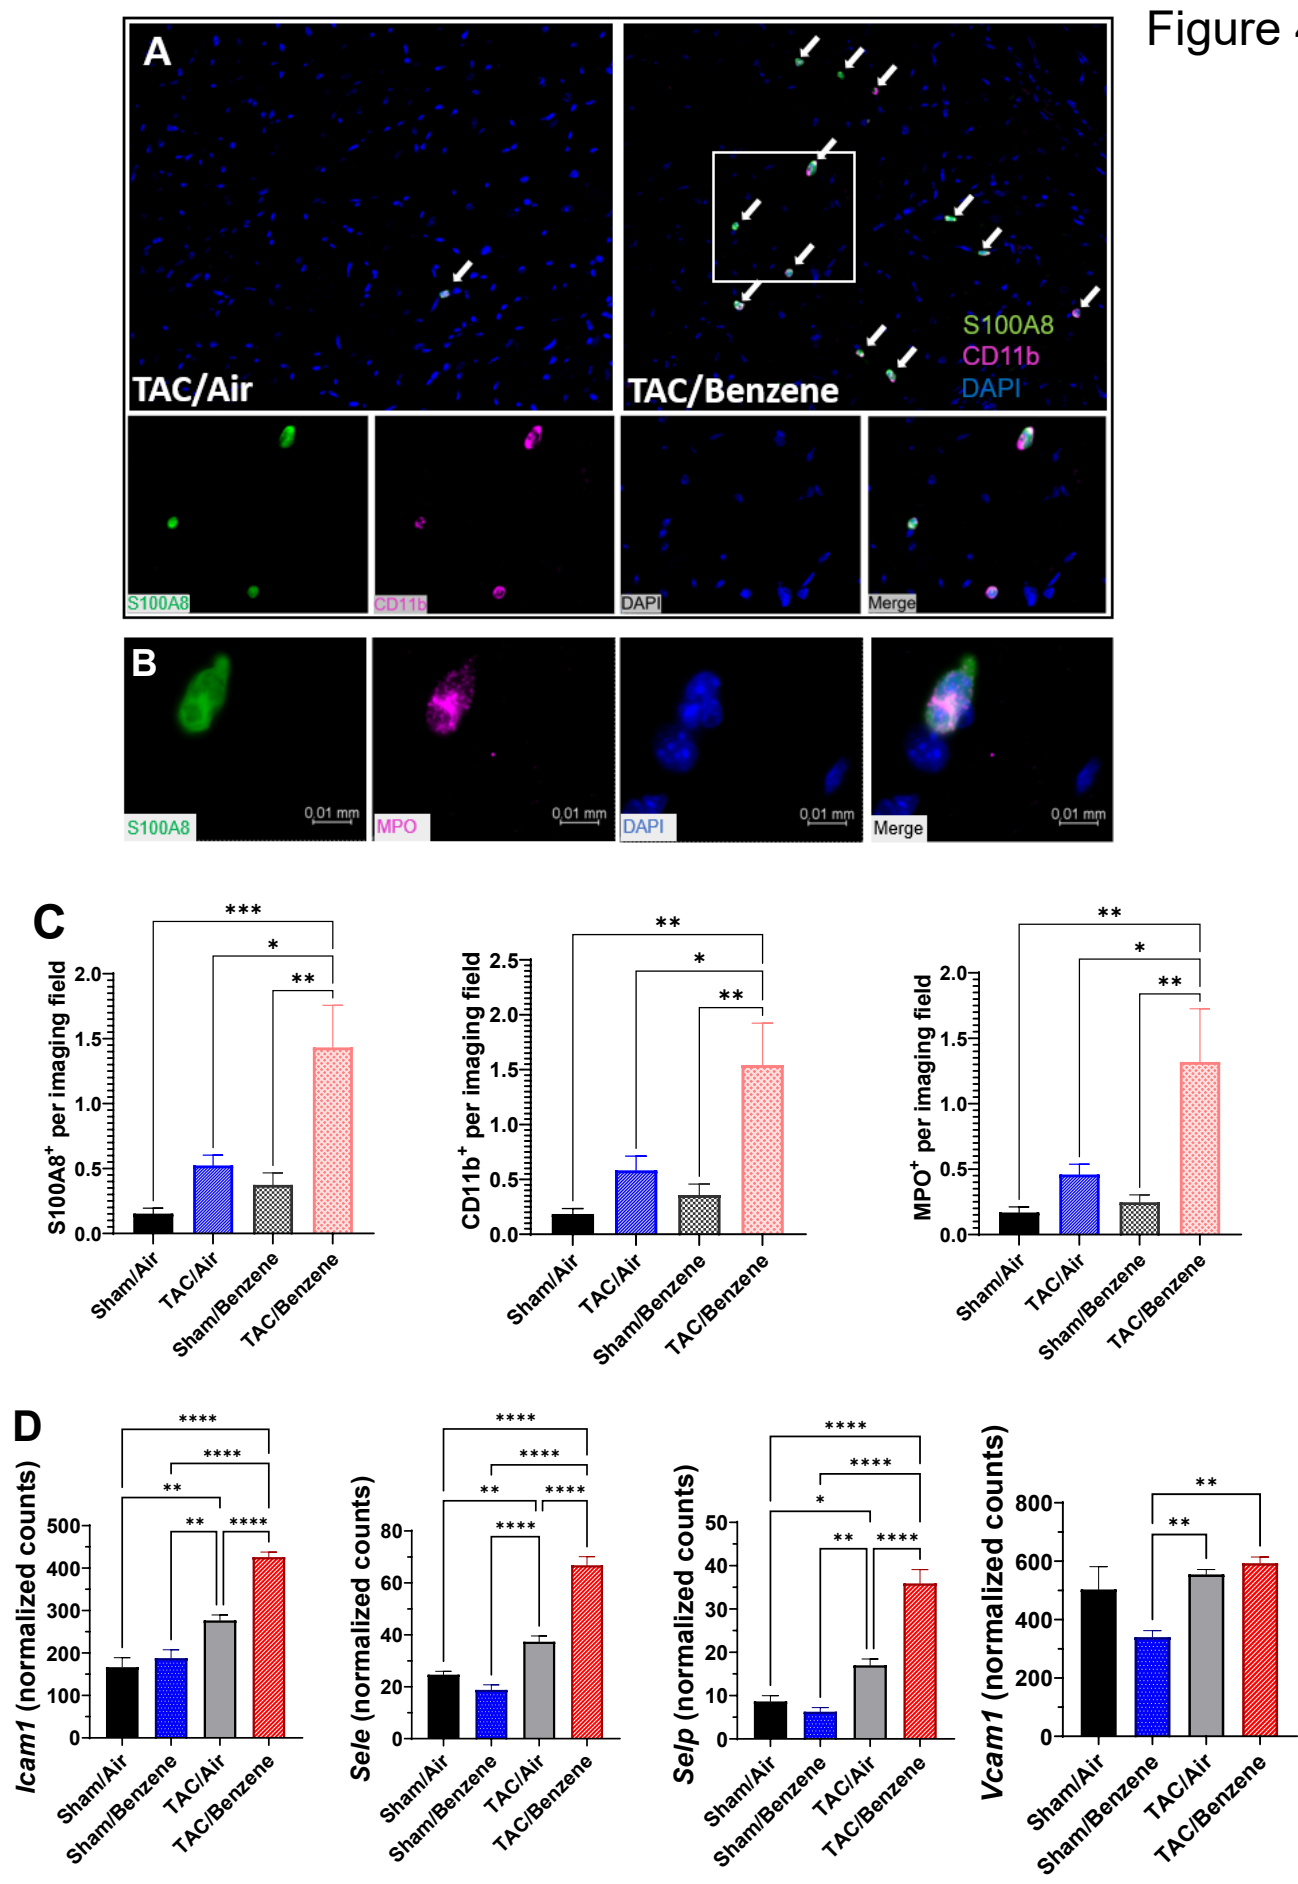 Figure 4
A
TAC/Air
TAC/Benzene
S100A8
CD11b
DAPI
S100A8
CD11b
DAPI
Merge
B
S100A8
0.01 mm
MPO
0.01 mm
DAPI
0.01 mm
Merge
0.01 mm
C
S100A8+ per imaging field
2.0
1.5
1.0
0.5
0.0
***
*
**
Sham/Air
TAC/Air
Sham/Benzene
TAC/Benzene
CD11b+ per imaging field
2.5
2.0
1.5
1.0
0.5
0.0
**
*
**
Sham/Air
TAC/Air
Sham/Benzene
TAC/Benzene
MPO+ per imaging field
2.0
1.5
1.0
0.5
0.0
**
*
**
Sham/Air
TAC/Air
Sham/Benzene
TAC/Benzene
D
Icam1 (normalized counts)
500
400
300
200
100
0
****
****
**
**
****
Sham/Air
Sham/Benzene
TAC/Air
TAC/Benzene
Sele (normalized counts)
80
60
40
20
0
****
****
**
****
****
Sham/Air
Sham/Benzene
TAC/Air
TAC/Benzene
Selp (normalized counts)
50
40
30
20
10
0
****
****
*
**
****
Sham/Air
Sham/Benzene
TAC/Air
TAC/Benzene
Vcam1 (normalized counts)
800
600
400
200
0
**
**
Sham/Air
Sham/Benzene
TAC/Air
TAC/Benzene